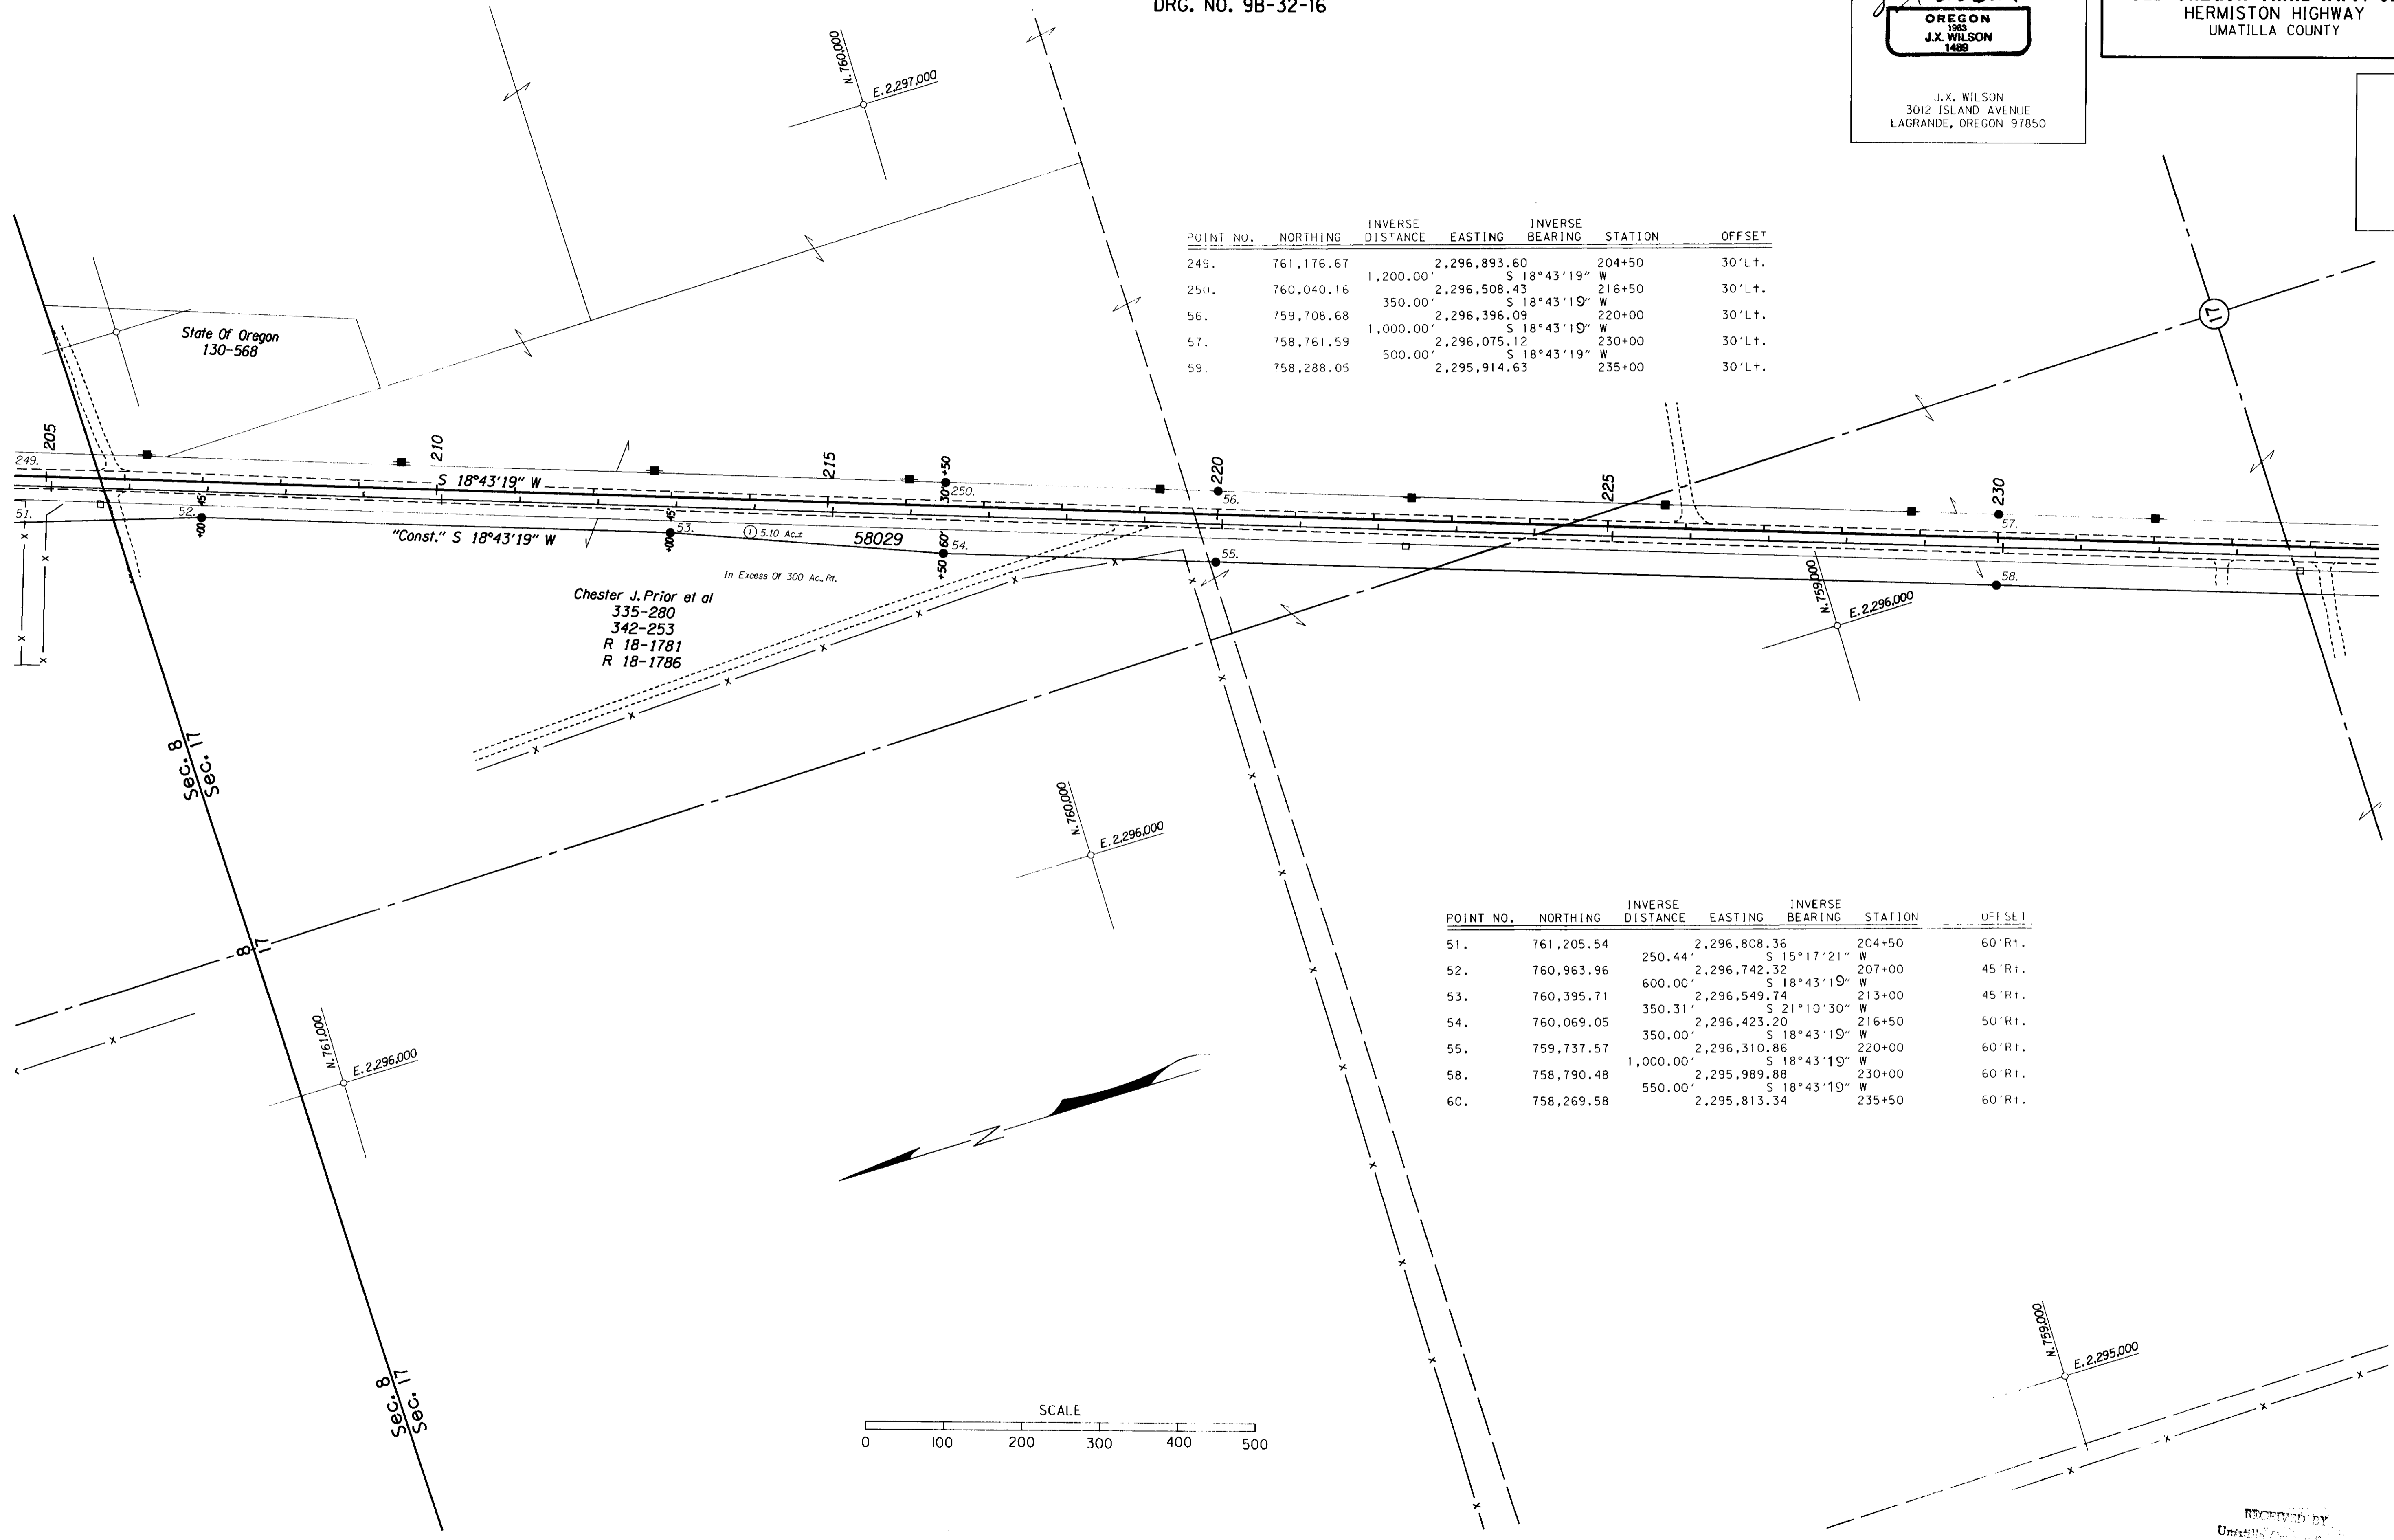 DRG. NO. 9B-32-16
OREGON
1963
J.X. WILSON
1489
J.X. WILSON
3012 ISLAND AVENUE
LAGRANDE, OREGON 97850
HERMISTON HIGHWAY
UMATILLA COUNTY
N.760,000
E.2,297,000
POINT NO. NORTHING INVERSE DISTANCE EASTING INVERSE BEARING STATION OFFSET
249. 761,176.67 2,296,893.60 204+50 30'Lt.
1,200.00' S 18°43'19" W
250. 760,040.16 2,296,508.43 216+50 30'Lt.
350.00' S 18°43'19" W
56. 759,708.68 2,296,396.09 220+00 30'Lt.
1,000.00' S 18°43'19" W
57. 758,761.59 2,296,075.12 230+00 30'Lt.
500.00' S 18°43'19" W
59. 758,288.05 2,295,914.63 235+00 30'Lt.
17
State Of Oregon
130-568
205
210
215
+50
30'
220
225
230
249.
250.
56.
57.
S 18°43'19" W
51.
52.
+00
45'
53.
+00
45'
54.
+50
60'
55.
58.
"Const." S 18°43'19" W
1 5.10 Ac.±
58029
In Excess Of 300 Ac., Rt.
Chester J. Prior et al
335-280
342-253
R 18-1781
R 18-1786
N.759,000
E.2,296,000
Sec. 8
Sec. 17
N.760,000
E.2,296,000
8
17
POINT NO. NORTHING INVERSE DISTANCE EASTING INVERSE BEARING STATION OFFSET
51. 761,205.54 2,296,808.36 204+50 60'Rt.
250.44' S 15°17'21" W
52. 760,963.96 2,296,742.32 207+00 45'Rt.
600.00' S 18°43'19" W
53. 760,395.71 2,296,549.74 213+00 45'Rt.
350.31' S 21°10'30" W
54. 760,069.05 2,296,423.20 216+50 50'Rt.
350.00' S 18°43'19" W
55. 759,737.57 2,296,310.86 220+00 60'Rt.
1,000.00' S 18°43'19" W
58. 758,790.48 2,295,989.88 230+00 60'Rt.
550.00' S 18°43'19" W
60. 758,269.58 2,295,813.34 235+50 60'Rt.
N.761,000
E.2,296,000
N
N.759,000
E.2,295,000
Sec. 8
Sec. 17
SCALE
0 100 200 300 400 500
RECEIVED BY